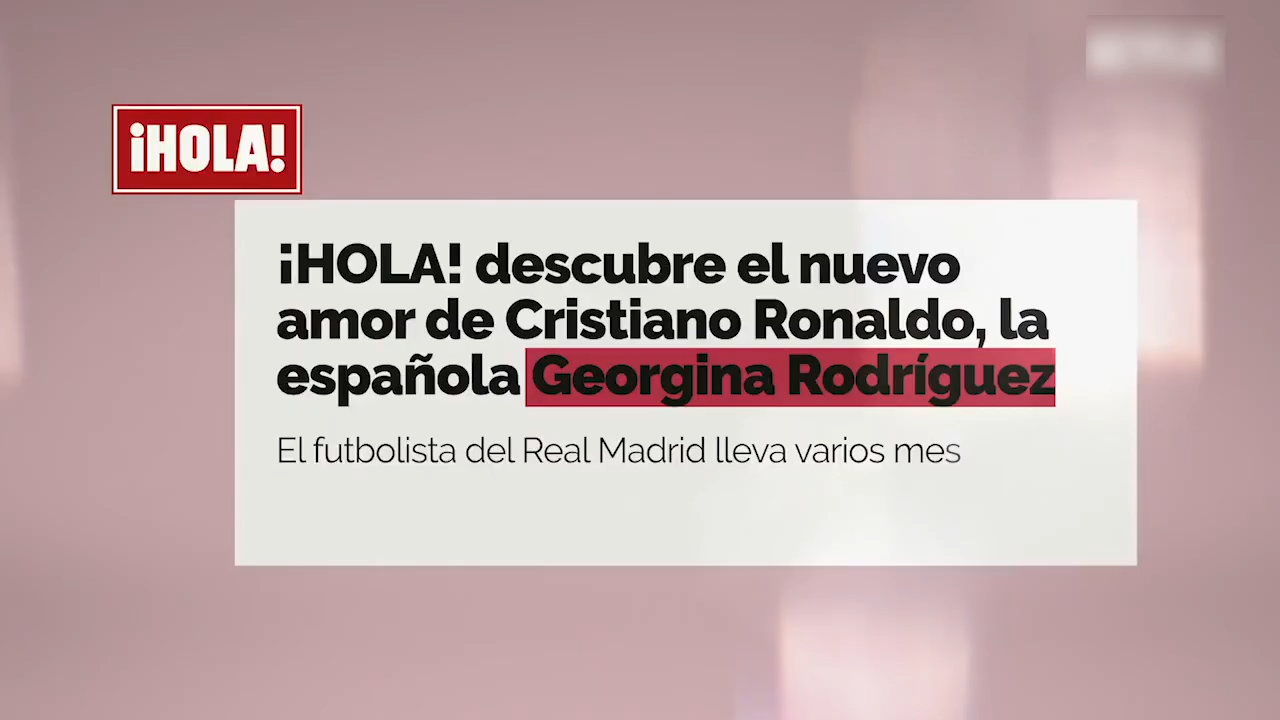 ¡HOLA!
¡HOLA! descubre el nuevo
amor de Cristiano Ronaldo, la
española Georgina Rodríguez
El futbolista del Real Madrid lleva varios mes